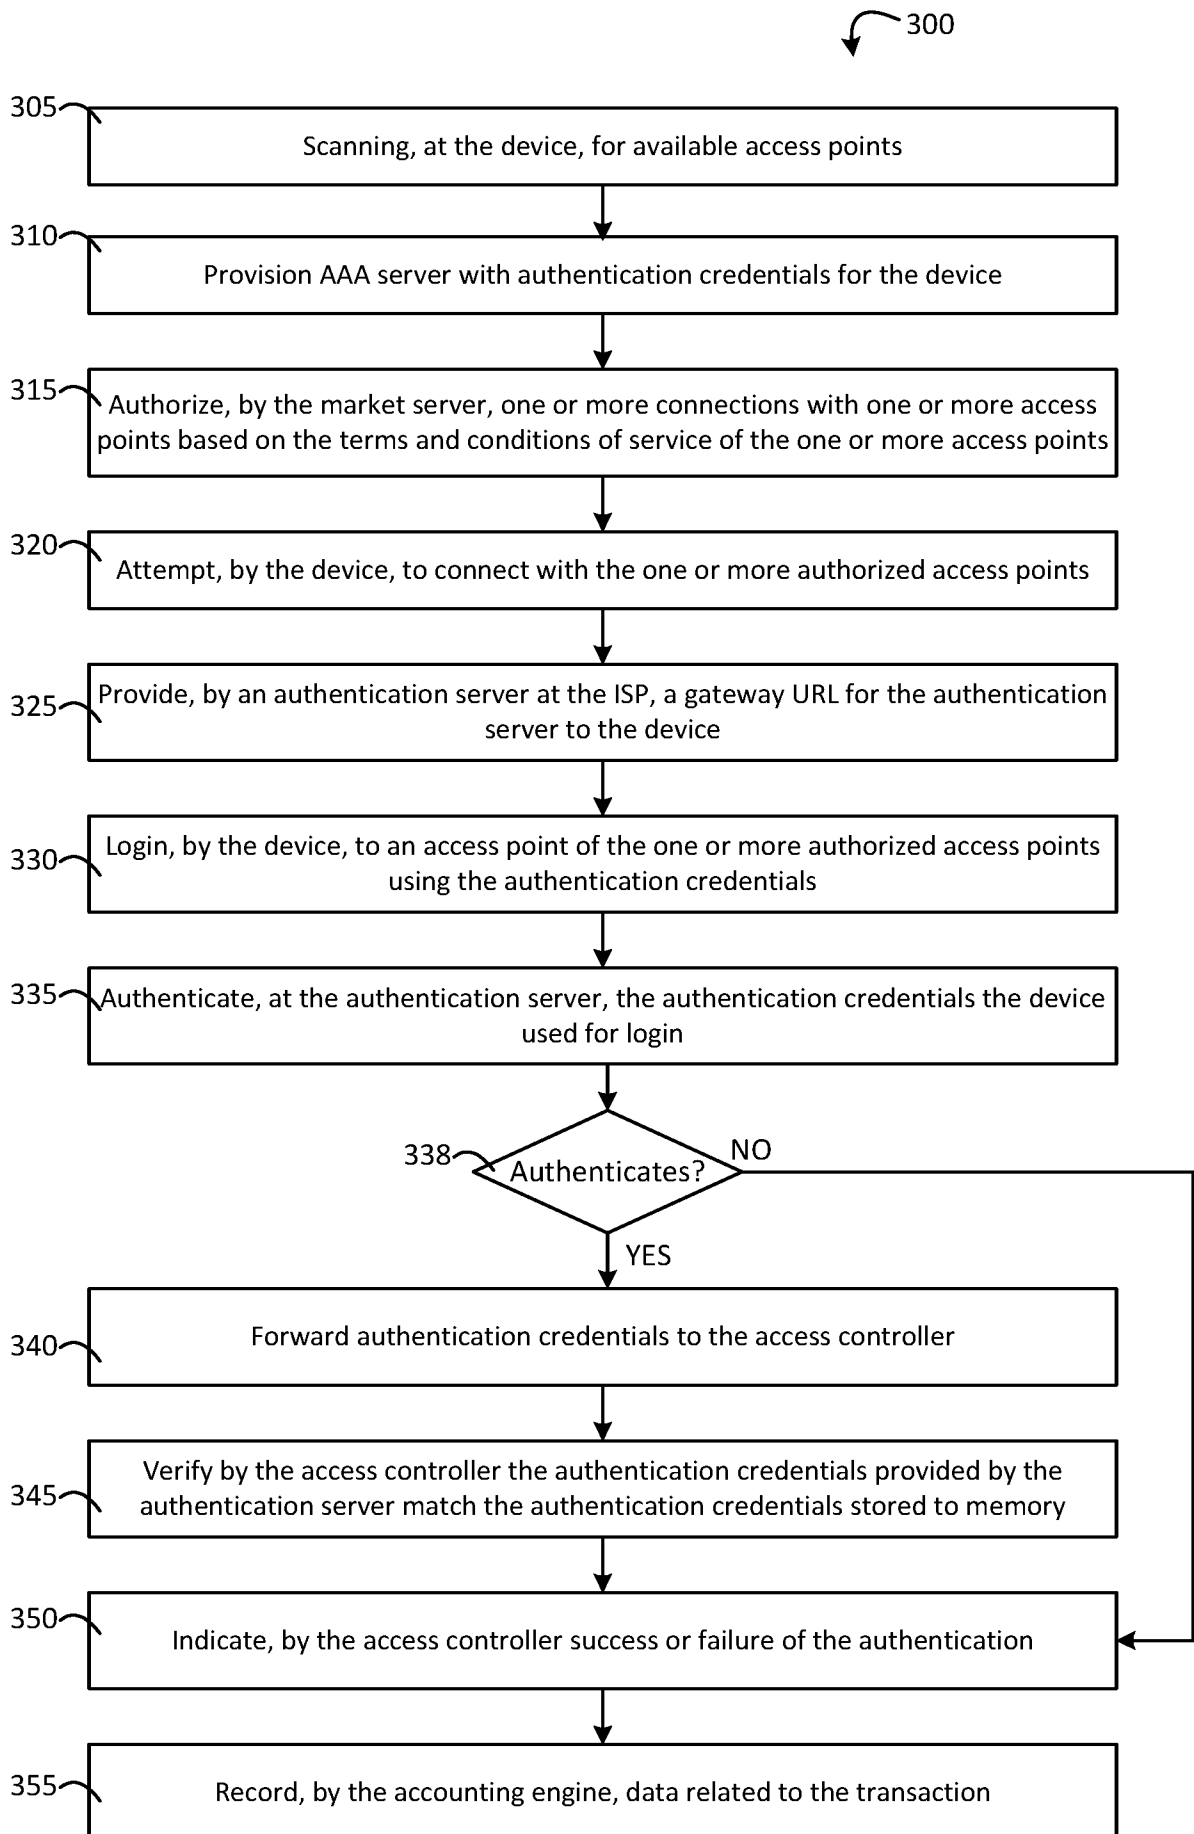 300
305
Scanning, at the device, for available access points
310
Provision AAA server with authentication credentials for the device
315
Authorize, by the market server, one or more connections with one or more access
points based on the terms and conditions of service of the one or more access points
320
Attempt, by the device, to connect with the one or more authorized access points
325
Provide, by an authentication server at the ISP, a gateway URL for the authentication
server to the device
330
Login, by the device, to an access point of the one or more authorized access points
using the authentication credentials
335
Authenticate, at the authentication server, the authentication credentials the device
used for login
338
Authenticates?
NO
YES
340
Forward authentication credentials to the access controller
345
Verify by the access controller the authentication credentials provided by the
authentication server match the authentication credentials stored to memory
350
Indicate, by the access controller success or failure of the authentication
355
Record, by the accounting engine, data related to the transaction